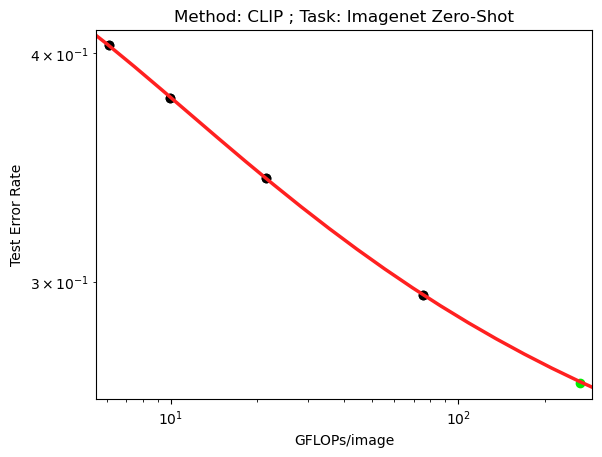 Method: CLIP ; Task: Imagenet Zero-Shot
4 × 10⁻¹
3 × 10⁻¹
Test Error Rate
10¹
10²
GFLOPs/image